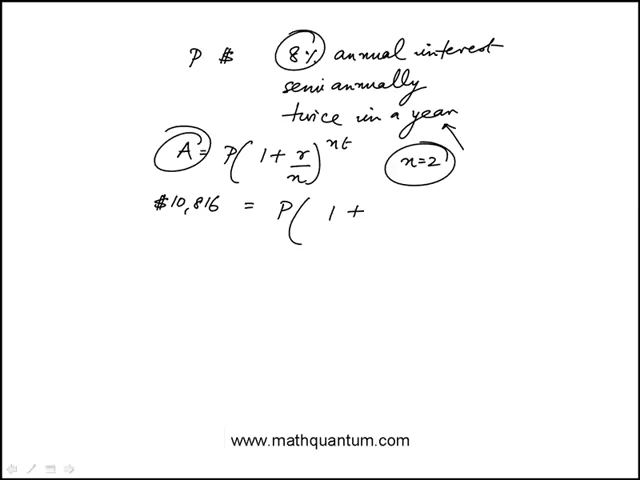 P $ 8% annual interest
semi annually
twice in a year
A = P(1 + r/n)^nt n=2
$10,816 = P( 1 +
www.mathquantum.com